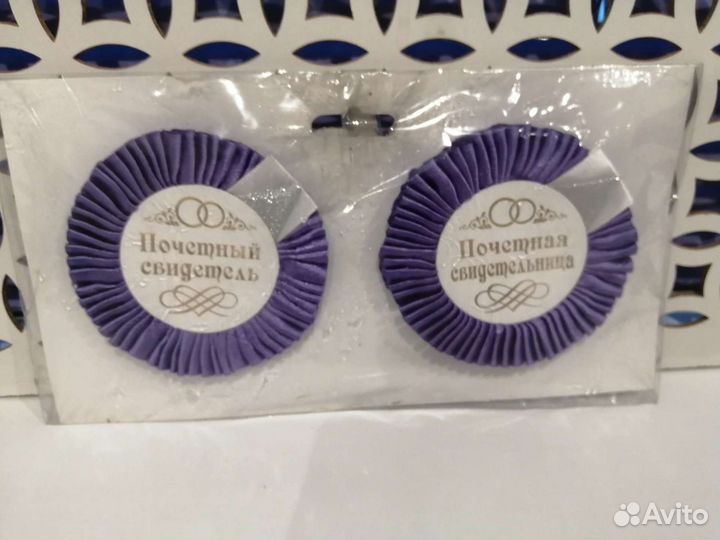 Почетный
свидетель
Почетная
свидетельница
Avito